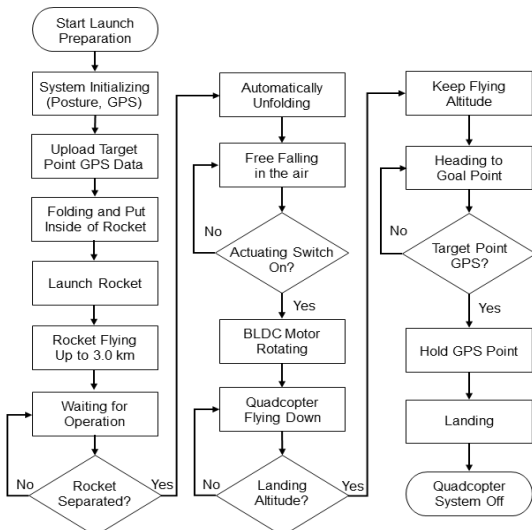 Start Launch
Preparation
System Initializing
(Posture, GPS)
Upload Target
Point GPS Data
Folding and Put
Inside of Rocket
Launch Rocket
Rocket Flying
Up to 3.0 km
Waiting for
Operation
No
Rocket
Separated?
Yes
Automatically
Unfolding
Free Falling
in the air
No
Actuating Switch
On?
Yes
BLDC Motor
Rotating
Quadcopter
Flying Down
No
Landing
Altitude?
Yes
Keep Flying
Altitude
Heading to
Goal Point
No
Target Point
GPS?
Yes
Hold GPS Point
Landing
Quadcopter
System Off